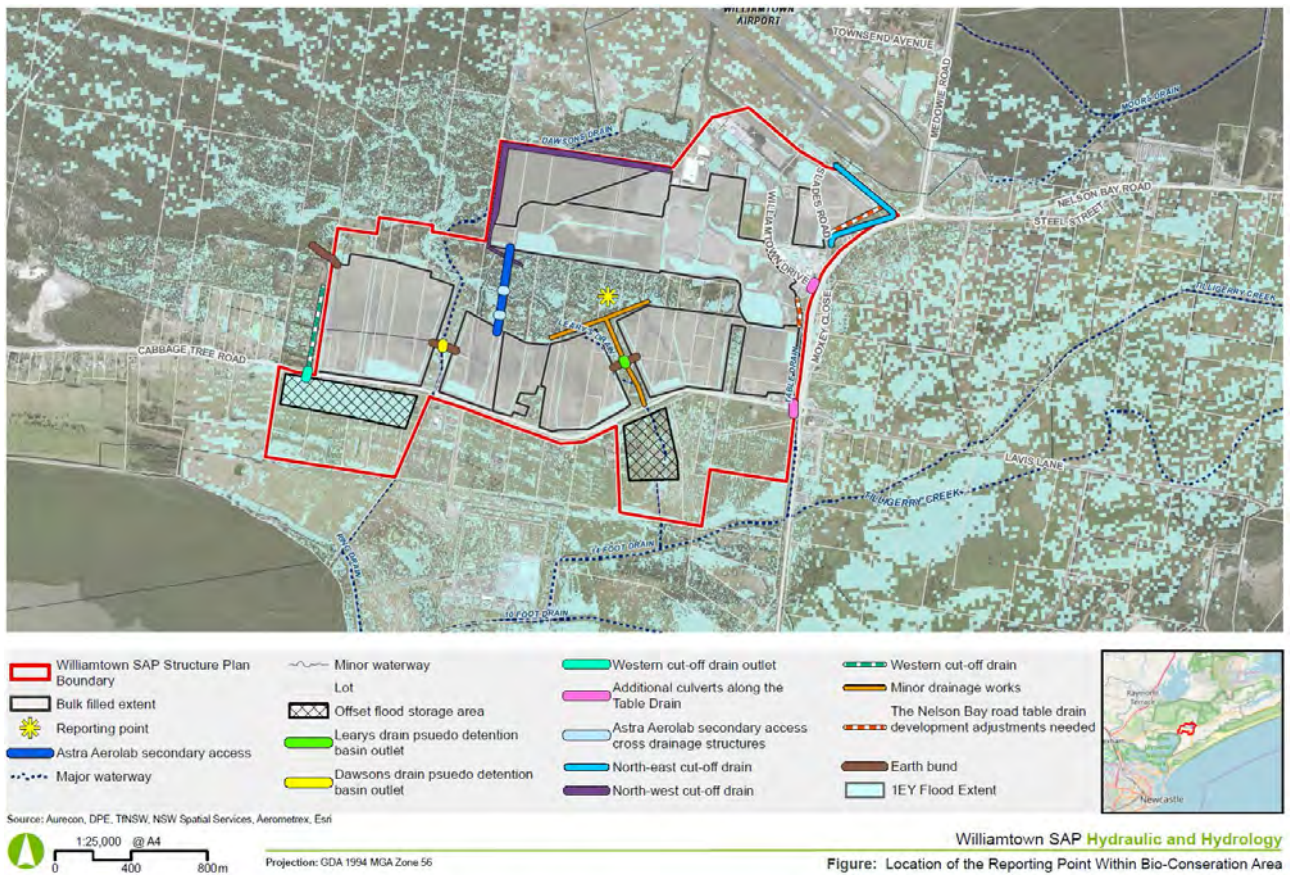 WILLIAMTOWN
AIRPORT
TOWNSEND AVENUE
MEDOWIE ROAD
MOORS DRAIN
DAWSONS DRAIN
NELSON BAY ROAD
STEEL STREET
SLADES ROAD
WILLIAMTOWN DRIVE
TILLIGERRY CREEK
MOXEY CLOSE
LEARYS DRAIN
CABBAGE TREE ROAD
TABLE DRAIN
LAVIS LANE
TILLIGERRY CREEK
14 FOOT DRAIN
RING DRAIN
10 FOOT DRAIN
Williamtown SAP Structure Plan
Boundary
Bulk filled extent
Reporting point
Astra Aerolab secondary access
Major waterway
Minor waterway
Lot
Offset flood storage area
Learys drain psuedo detention
basin outlet
Dawsons drain psuedo detention
basin outlet
Western cut-off drain outlet
Additional culverts along the
Table Drain
Astra Aerolab secondary access
cross drainage structures
North-east cut-off drain
North-west cut-off drain
Western cut-off drain
Minor drainage works
The Nelson Bay road table drain
development adjustments needed
Earth bund
1EY Flood Extent
Raymond
Terrace
Newcastle
Source: Aurecon, DPE, TfNSW, NSW Spatial Services, Aerometrex, Esri
1:25,000 @ A4
0 400 800m
Projection: GDA 1994 MGA Zone 56
Williamtown SAP Hydraulic and Hydrology
Figure: Location of the Reporting Point Within Bio-Conseration Area